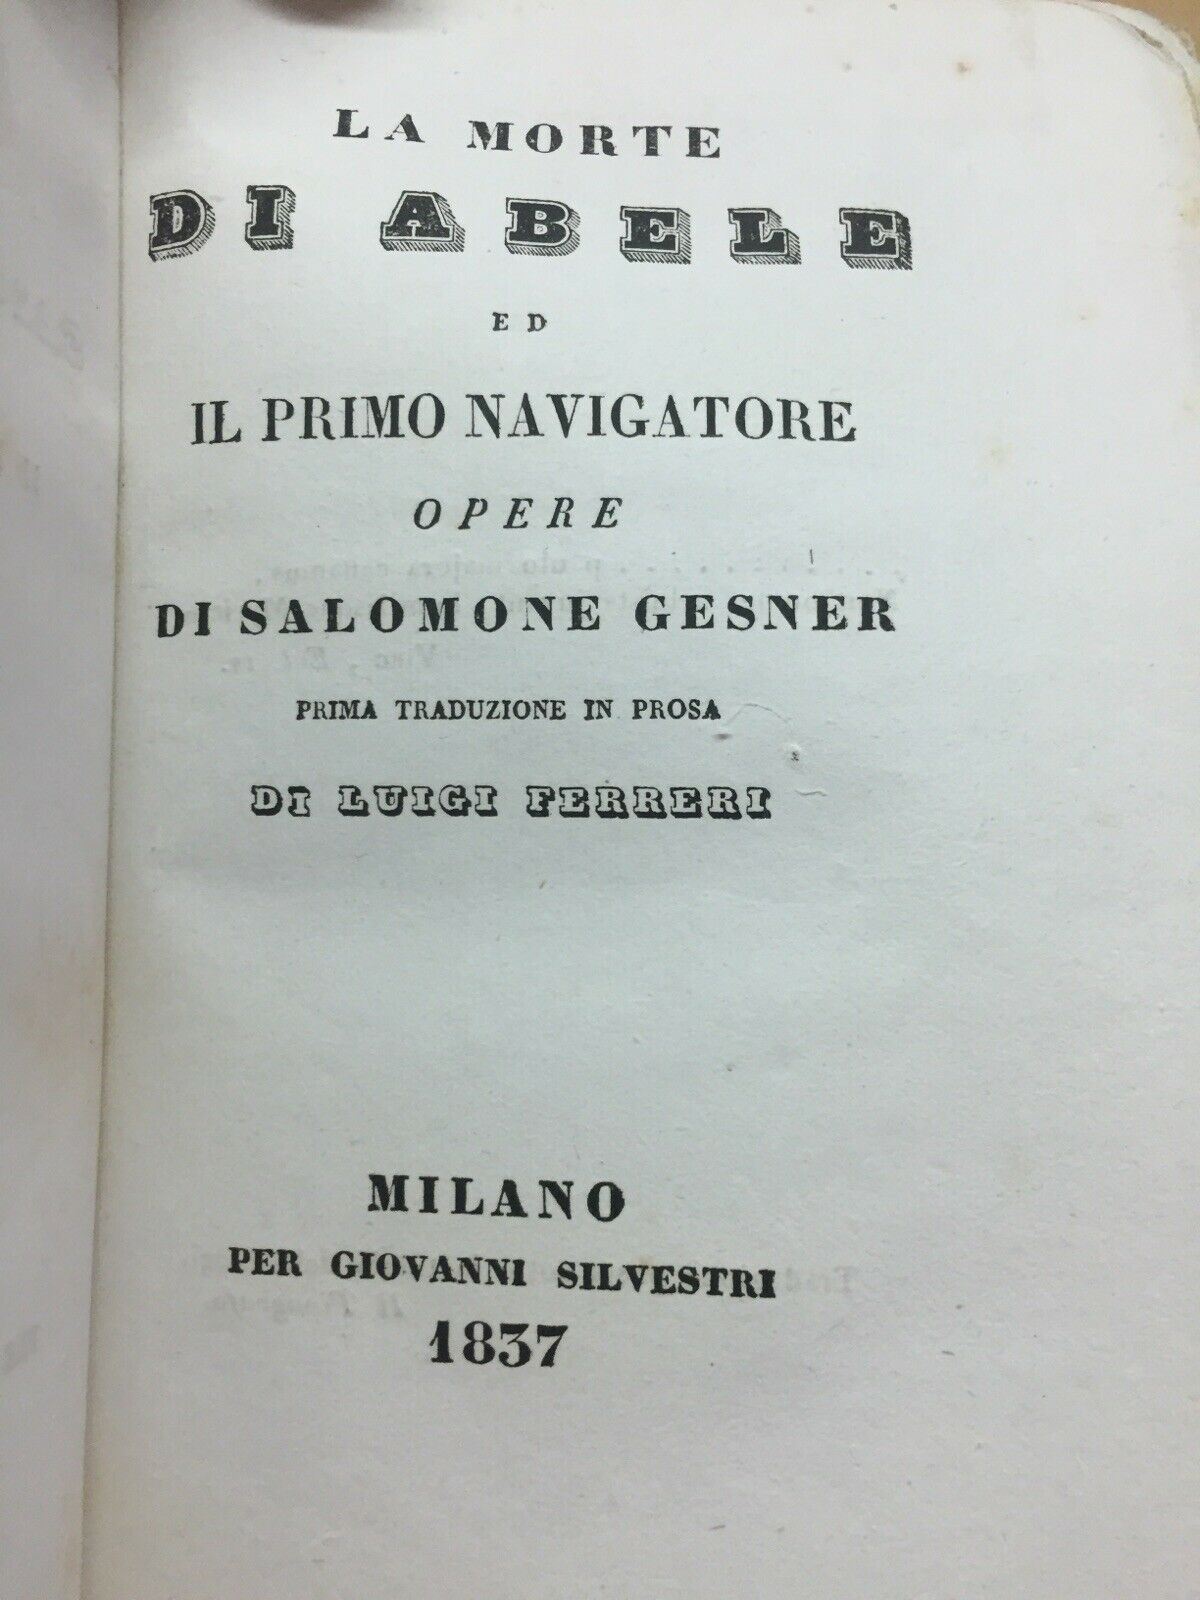 LA MORTE
DI ABELE
ED
IL PRIMO NAVIGATORE
OPERE
DI SALOMONE GESNER
PRIMA TRADUZIONE IN PROSA
DI LUIGI FERRERI
MILANO
PER GIOVANNI SILVESTRI
1837